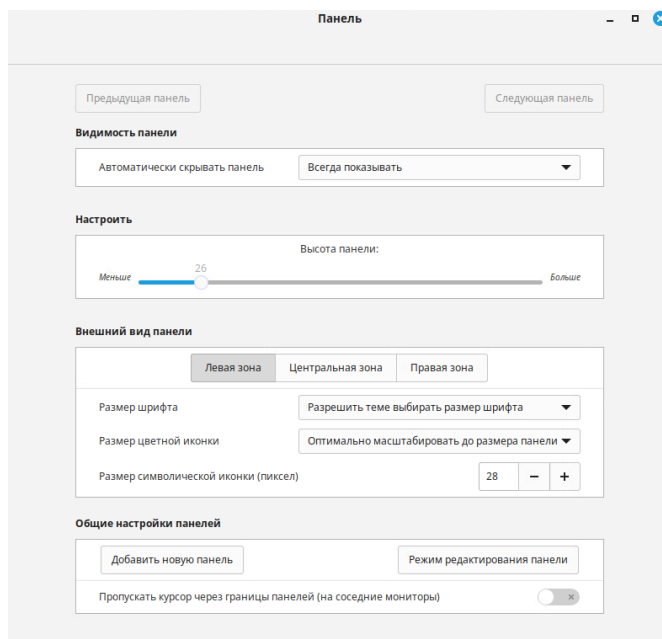 Панель
Предыдущая панель
Следующая панель
Видимость панели
Автоматически скрывать панель
Всегда показывать
Настроить
Высота панели:
26
Меньше
Больше
Внешний вид панели
Левая зона
Центральная зона
Правая зона
Размер шрифта
Разрешить теме выбирать размер шрифта
Размер цветной иконки
Оптимально масштабировать до размера панели
Размер символической иконки (пиксел)
28
Общие настройки панелей
Добавить новую панель
Режим редактирования панели
Пропускать курсор через границы панелей (на соседние мониторы)